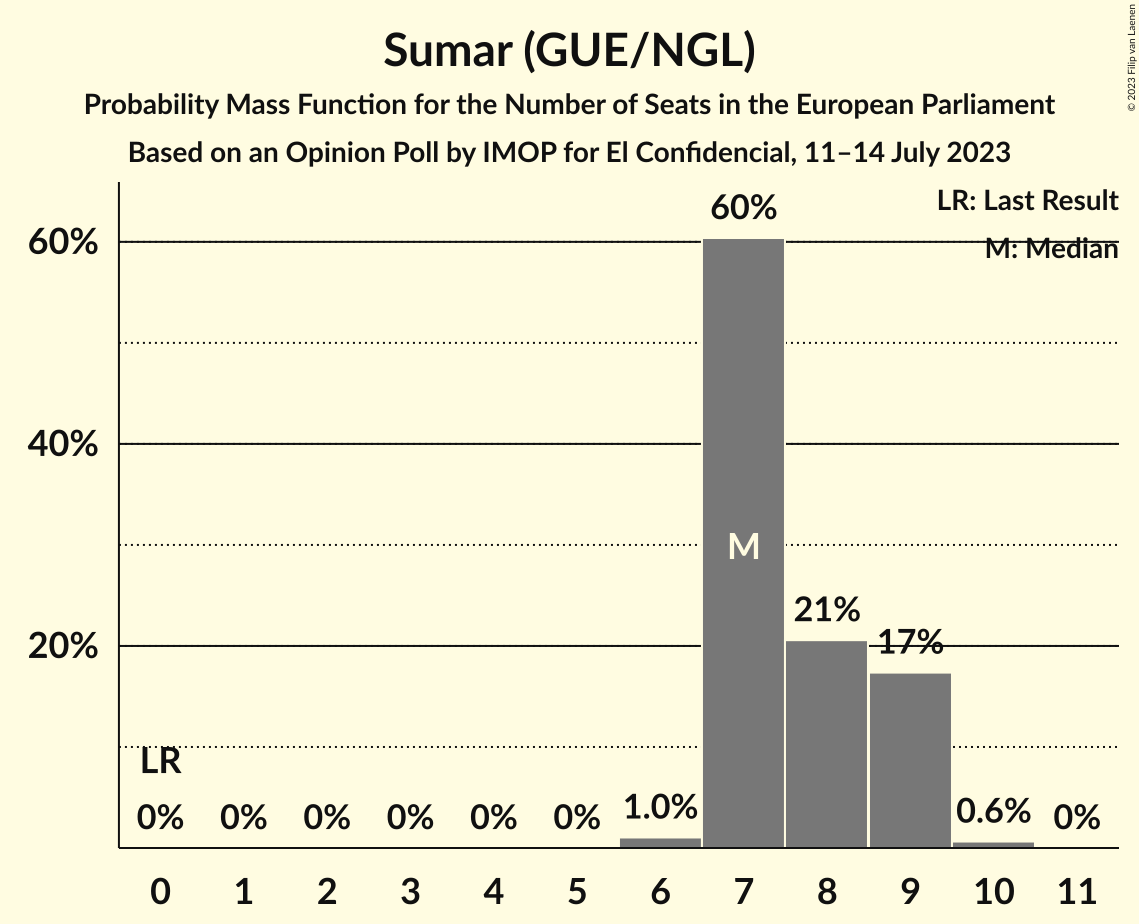 Sumar (GUE/NGL)
Probability Mass Function for the Number of Seats in the European Parliament
Based on an Opinion Poll by IMOP for El Confidencial, 11–14 July 2023
© 2023 Filip van Laenen
LR: Last Result
M: Median
60%
40%
20%
60%
M
21%
17%
LR
0% 0% 0% 0% 0% 0% 1.0% 0.6% 0%
0 1 2 3 4 5 6 7 8 9 10 11